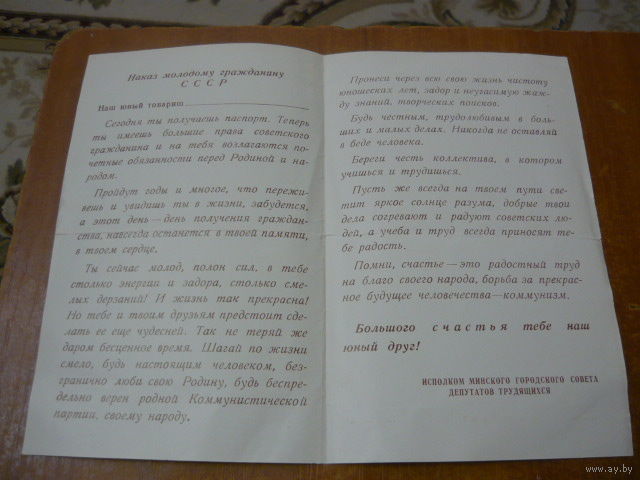 Наказ молодому гражданину
СССР
Наш юный товарищ
Сегодня ты получаешь паспорт. Теперь
ты имеешь большие права советского
гражданина и на тебя возлагаются по-
четные обязанности перед Родиной и на-
родом.
Пройдут годы и многое, что пережи-
вешь и увидишь ты в жизни, забудется,
а этот день—день получения граждан-
ства, навсегда останется в твоей памяти,
в твоем сердце.
Ты сейчас молод, полон сил, в тебе
столько энергии и задора, столько сме-
лых дерзаний! И жизнь так прекрасна!
Но тебе и твоим друзьям предстоит сде-
лать ее еще чудесней. Так не теряй же
даром бесценное время. Шагай по жизни
смело, будь настоящим человеком, без-
гранично люби свою Родину, будь беспре-
дельно верен родной Коммунистической
партии, своему народу.
Пронеси через всю свою жизнь чистоту
юношеских лет, задор и неугасимую жаж-
ду знаний, творческих поисков.
Будь честным, трудолюбивым в боль-
ших и малых делах. Никогда не оставляй
в беде человека.
Береги честь коллектива, в котором
учишься и трудишься.
Пусть же всегда на твоем пути све-
тит яркое солнце разума, добрые твои
дела согревают и радуют советских лю-
дей, а учеба и труд всегда приносят те-
бе радость.
Помни, счастье—это радостный труд
на благо своего народа, борьба за прекрас-
ное будущее человечества—коммунизм.
Большого счастья тебе наш
юный друг!
ИСПОЛКОМ МИНСКОГО ГОРОДСКОГО СОВЕТА
ДЕПУТАТОВ ТРУДЯЩИХСЯ
www.ay.by